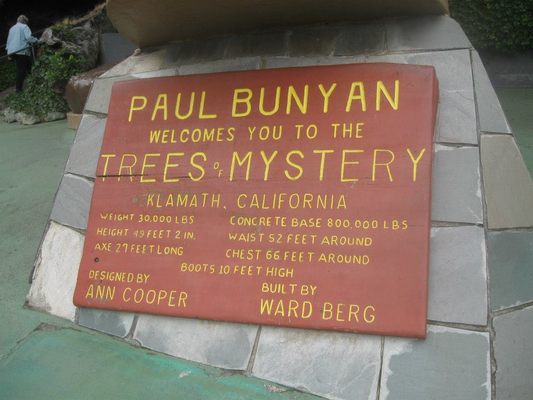 PAUL BUNYAN
WELCOMES YOU TO THE
TREES OF MYSTERY
KLAMATH, CALIFORNIA
WEIGHT 30,000 LBS CONCRETE BASE 800,000 LBS
HEIGHT 49 FEET 2 IN. WAIST 52 FEET AROUND
AXE 27 FEET LONG CHEST 66 FEET AROUND
BOOTS 10 FEET HIGH
DESIGNED BY BUILT BY
ANN COOPER WARD BERG